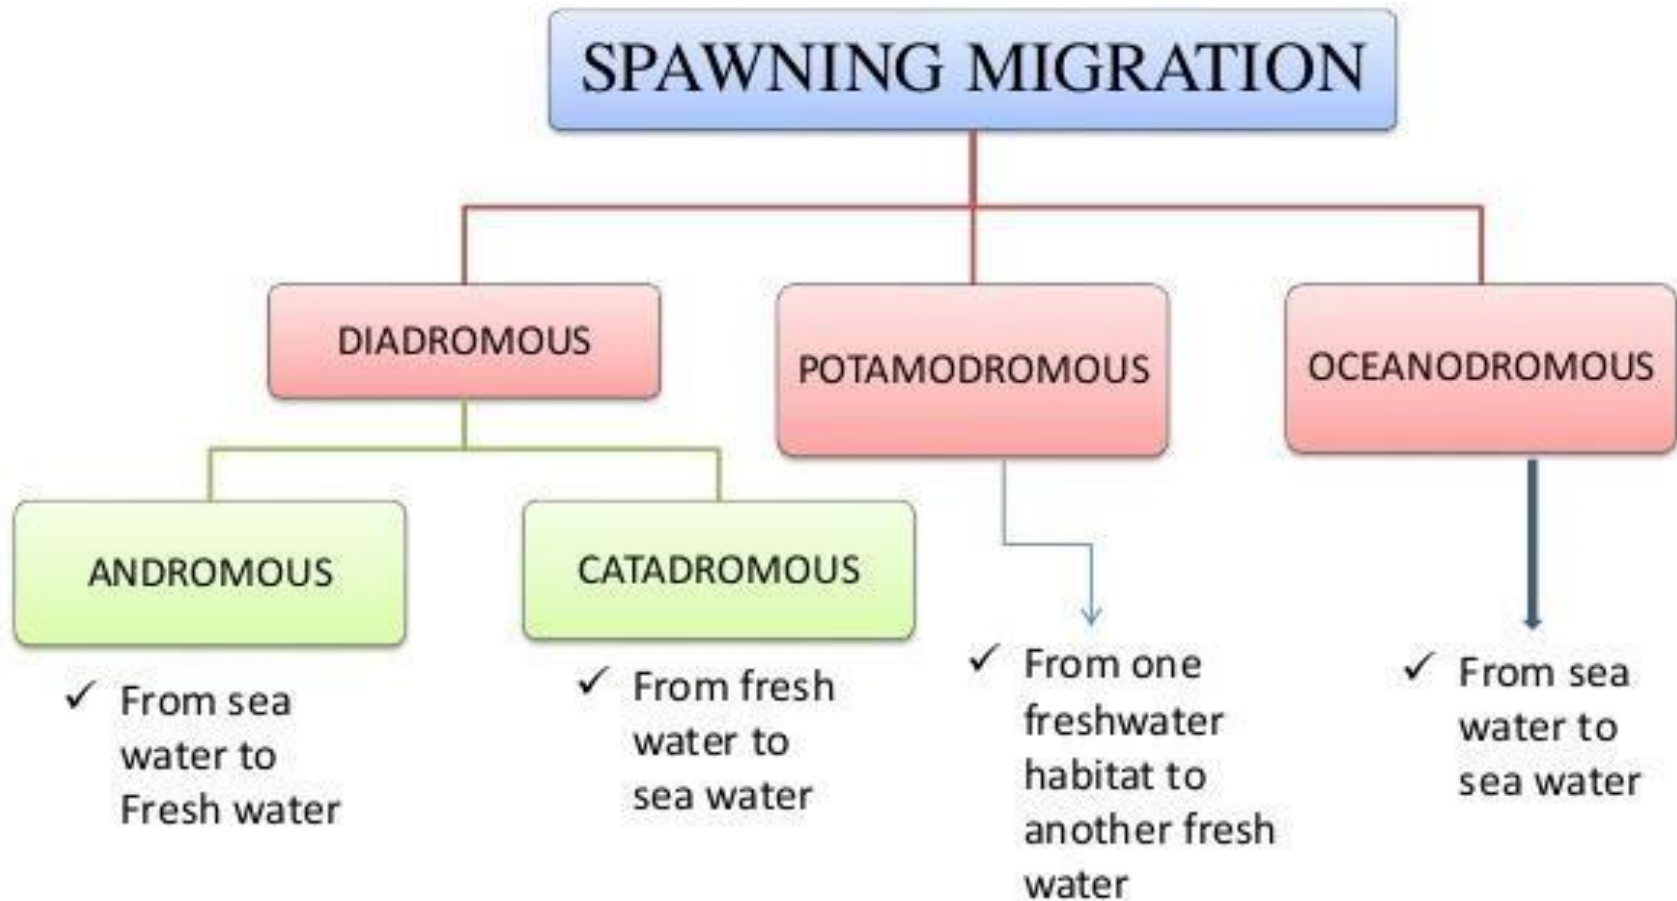 SPAWNING MIGRATION
DIADROMOUS
POTAMODROMOUS
OCEANODROMOUS
ANDROMOUS
CATADROMOUS
✓ From sea
water to
Fresh water
✓ From fresh
water to
sea water
✓ From one
freshwater
habitat to
another fresh
water
✓ From sea
water to
sea water